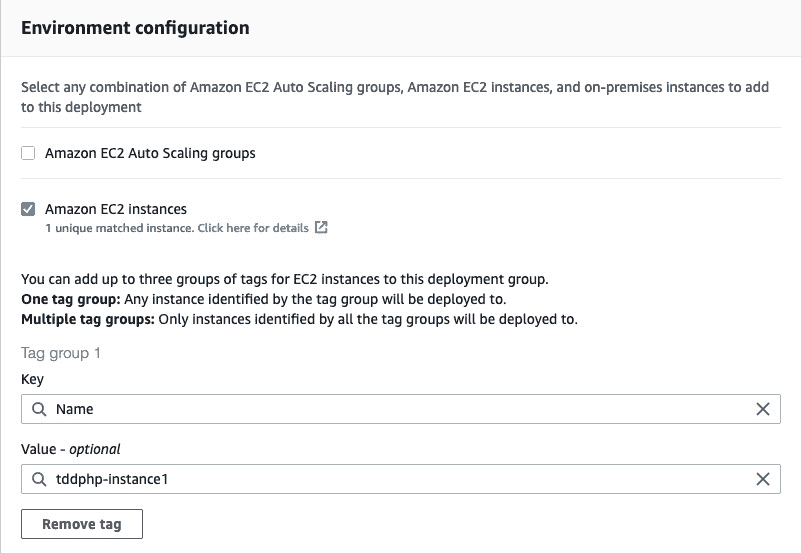 Environment configuration
Select any combination of Amazon EC2 Auto Scaling groups, Amazon EC2 instances, and on-premises instances to add
to this deployment
Amazon EC2 Auto Scaling groups
Amazon EC2 instances
1 unique matched instance. Click here for details
You can add up to three groups of tags for EC2 instances to this deployment group.
One tag group: Any instance identified by the tag group will be deployed to.
Multiple tag groups: Only instances identified by all the tag groups will be deployed to.
Tag group 1
Key
Name
Value - optional
tddphp-instance1
Remove tag